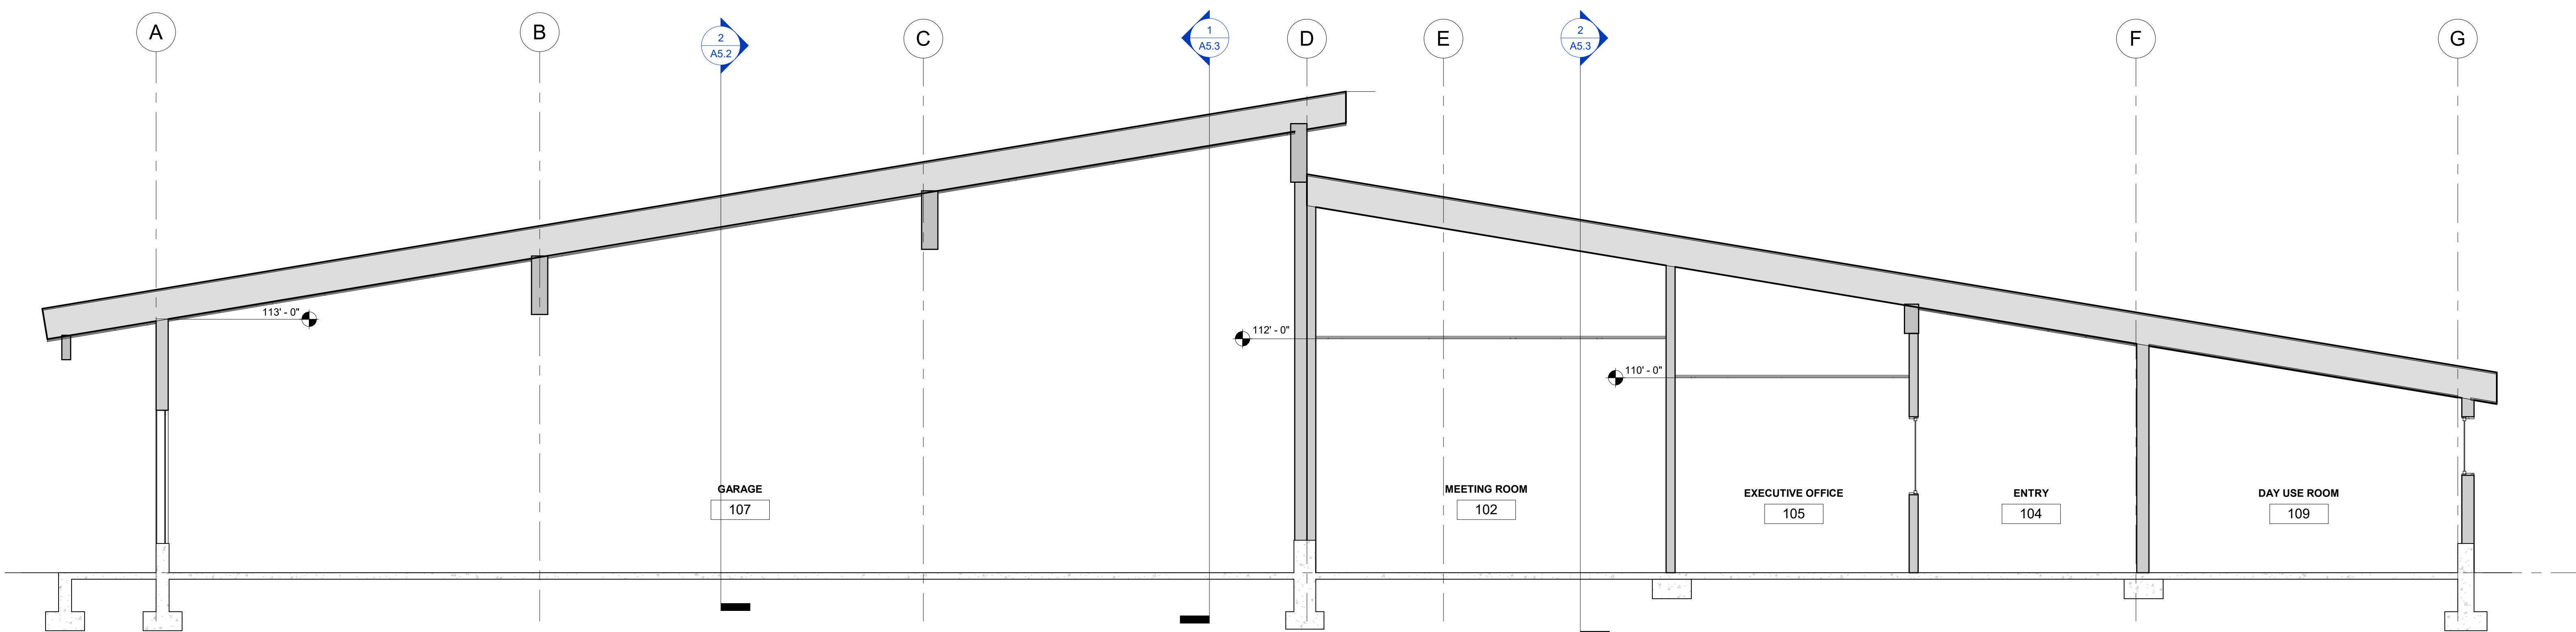 A
B
2
A5.2
C
1
A5.3
D
E
2
A5.3
F
G
113' - 0"
112' - 0"
110' - 0"
GARAGE
107
MEETING ROOM
102
EXECUTIVE OFFICE
105
ENTRY
104
DAY USE ROOM
109